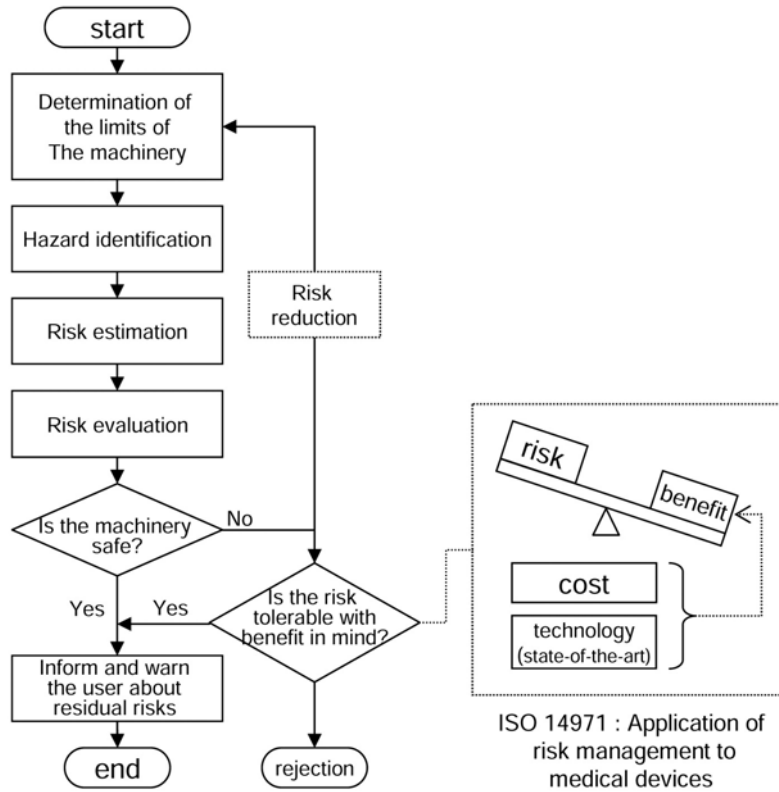 start
Determination of
the limits of
The machinery
Hazard identification
Risk estimation
Risk evaluation
Is the machinery
safe?
No
Yes
Yes
Risk
reduction
Is the risk
tolerable with
benefit in mind?
Inform and warn
the user about
residual risks
end
rejection
risk
benefit
cost
technology
(state-of-the-art)
ISO 14971 : Application of
risk management to
medical devices